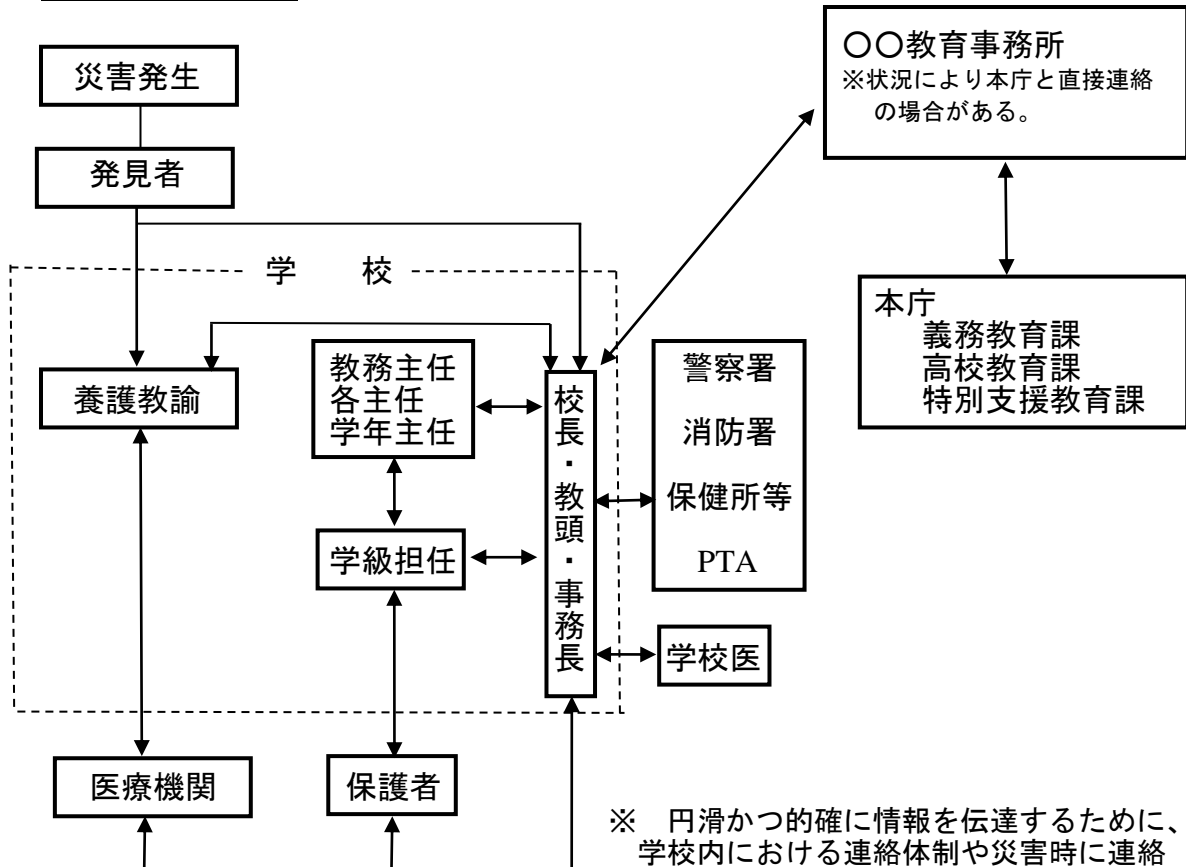 災害発生
発見者
〇〇教育事務所
※状況により本庁と直接連絡
の場合がある。
本庁
義務教育課
高校教育課
特別支援教育課
学　　校
養護教諭
教務主任
各主任
学年主任
学級担任
校長・教頭・事務長
警察署
消防署
保健所等
PTA
学校医
医療機関
保護者
※　円滑かつ的確に情報を伝達するために、
学校内における連絡体制や災害時に連絡